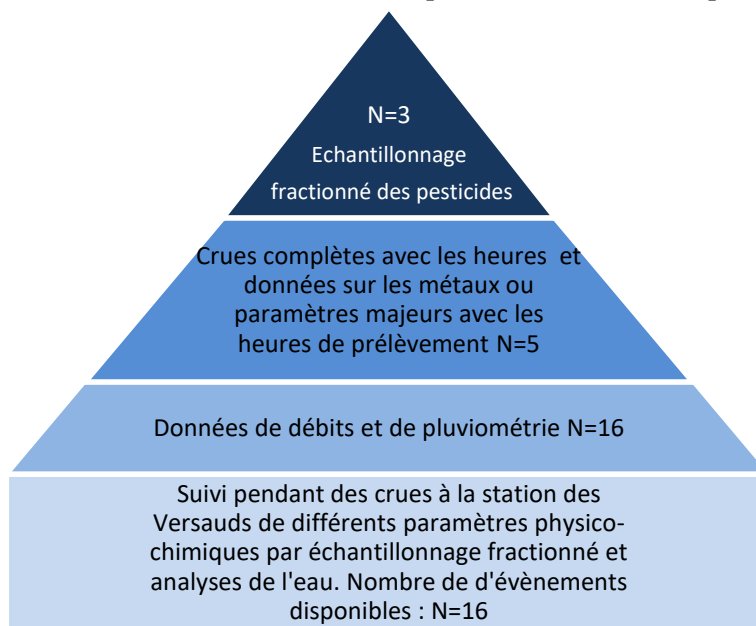 N=3
Echantillonnage
fractionné des pesticides
Crues complètes avec les heures et
données sur les métaux ou
paramètres majeurs avec les
heures de prélèvement N=5
Données de débits et de pluviométrie N=16
Suivi pendant des crues à la station des
Versauds de différents paramètres physico-
chimiques par échantillonnage fractionné et
analyses de l'eau. Nombre de d'évènements
disponibles : N=16